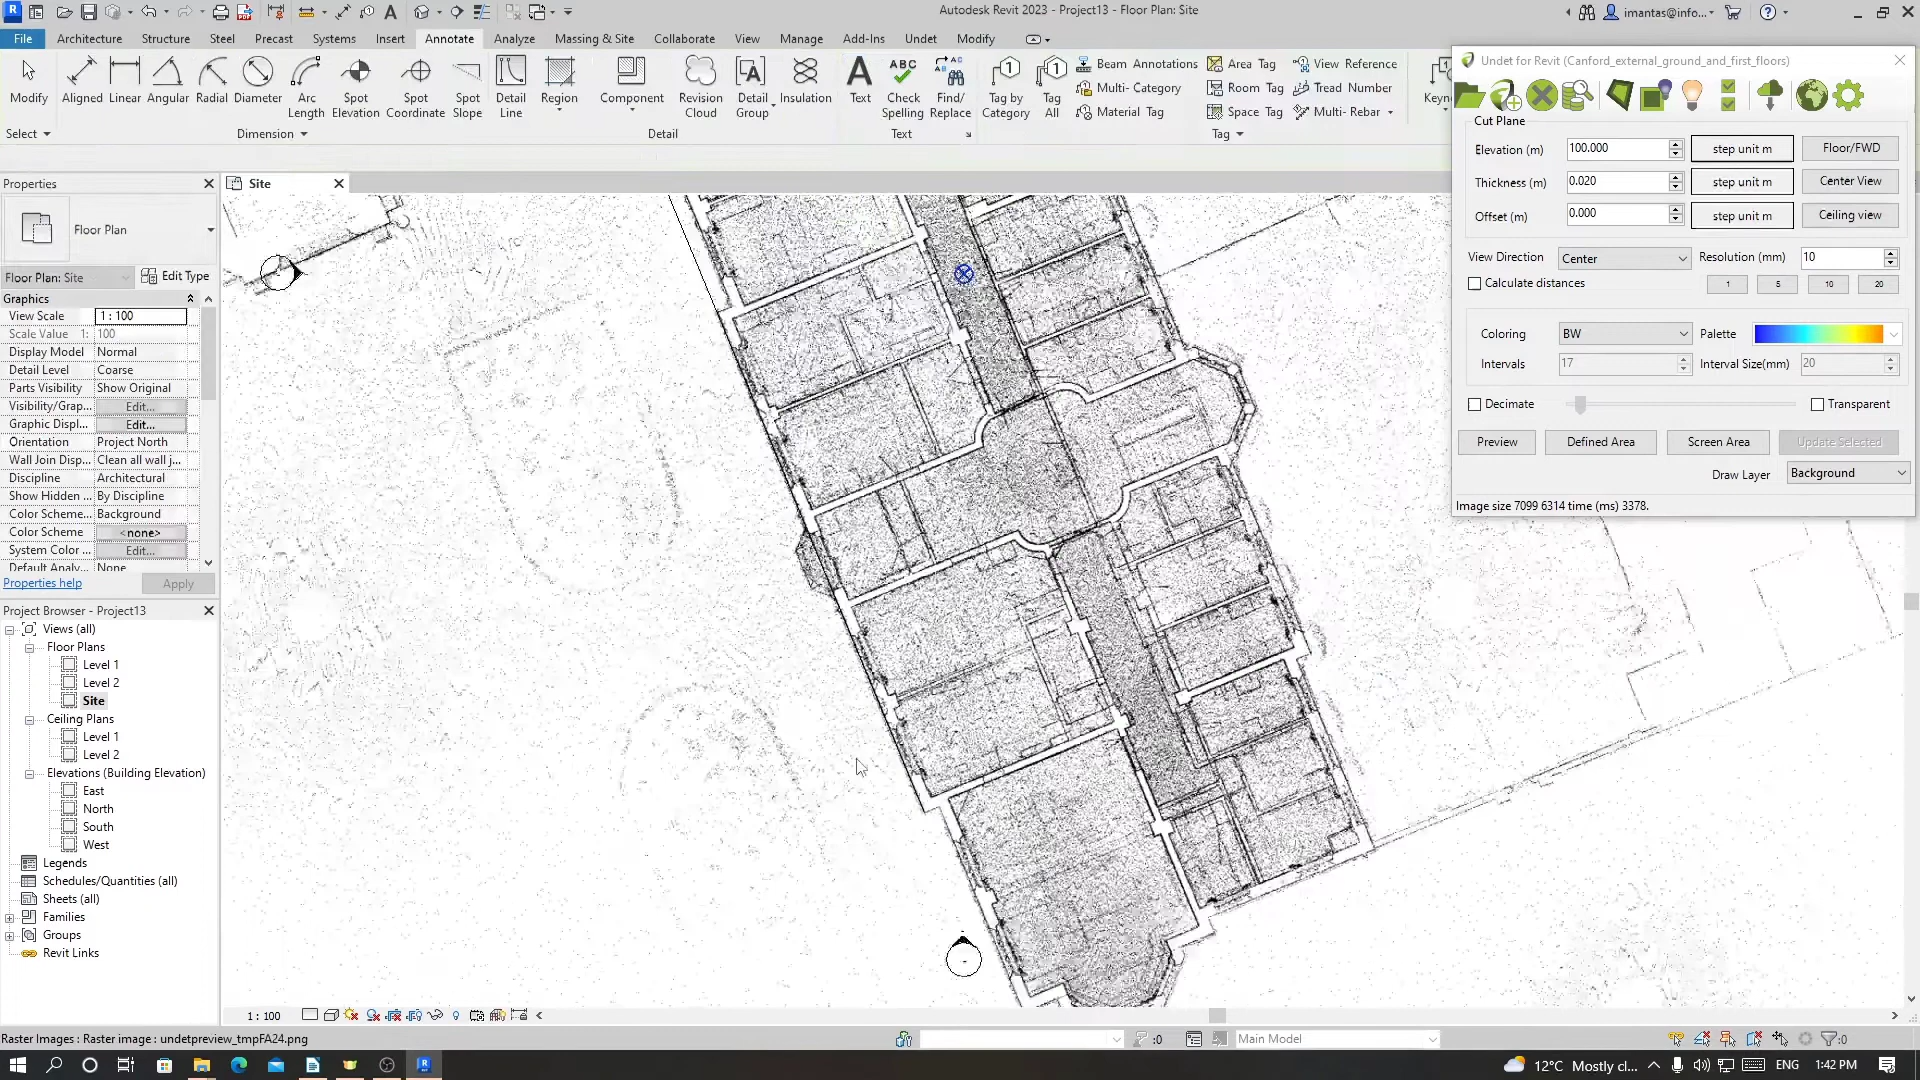 Autodesk Revit 2023 - Project13 - Floor Plan: Site
imantas@info...
File Architecture Structure Steel Precast Systems Insert Annotate Analyze Massing & Site Collaborate View Manage Add-Ins Undet Modify
Modify Aligned Linear Angular Radial Diameter Arc Length Spot Elevation Spot Coordinate Spot Slope Detail Line Region Component Revision Cloud Detail Group Insulation Text Check Spelling Find/ Replace Tag by Category Tag All
Beam Annotations Area Tag View Reference
Multi- Category Room Tag Tread Number
Material Tag Space Tag Multi- Rebar
Keyn
Select Dimension Detail Text Tag
Undet for Revit (Canford_external_ground_and_first_floors)
Cut Plane
Elevation (m) 100.000 step unit m Floor/FWD
Thickness (m) 0.020 step unit m Center View
Offset (m) 0.000 step unit m Ceiling view
View Direction Center Resolution (mm) 10
Calculate distances 1 5 10 20
Coloring BW Palette
Intervals 17 Interval Size(mm) 20
Decimate Transparent
Preview Defined Area Screen Area Update Selected
Draw Layer Background
Image size 7099 6314 time (ms) 3378.
Properties
Site
Floor Plan
Floor Plan: Site Edit Type
Graphics
View Scale 1 : 100
Scale Value 1: 100
Display Model Normal
Detail Level Coarse
Parts Visibility Show Original
Visibility/Grap... Edit...
Graphic Displ... Edit...
Orientation Project North
Wall Join Disp... Clean all wall j...
Discipline Architectural
Show Hidden ... By Discipline
Color Scheme... Background
Color Scheme <none>
System Color ... Edit...
Default Analy... None
Properties help Apply
Project Browser - Project13
Views (all)
Floor Plans
Level 1
Level 2
Site
Ceiling Plans
Level 1
Level 2
Elevations (Building Elevation)
East
North
South
West
Legends
Schedules/Quantities (all)
Sheets (all)
Families
Groups
Revit Links
1 : 100
Raster Images : Raster image : undetpreview_tmpFA24.png
:0
Main Model
:0
12°C Mostly cl...
ENG
1:42 PM